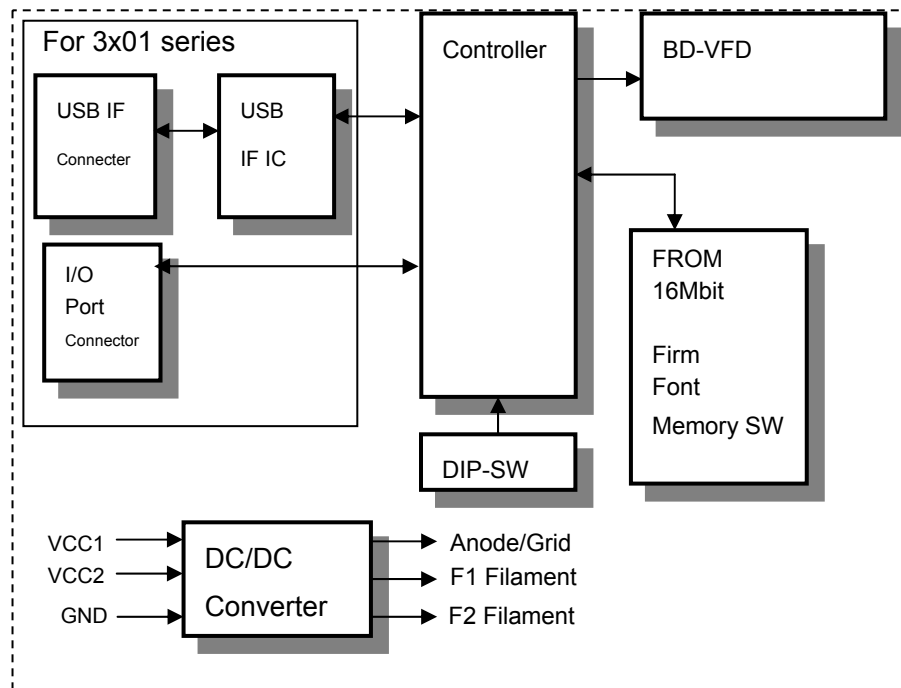 For 3x01 series
USB IF
Connecter
USB
IF IC
I/O
Port
Connector
Controller
BD-VFD
FROM
16Mbit
Firm
Font
Memory SW
DIP-SW
VCC1
VCC2
GND
DC/DC
Converter
Anode/Grid
F1 Filament
F2 Filament